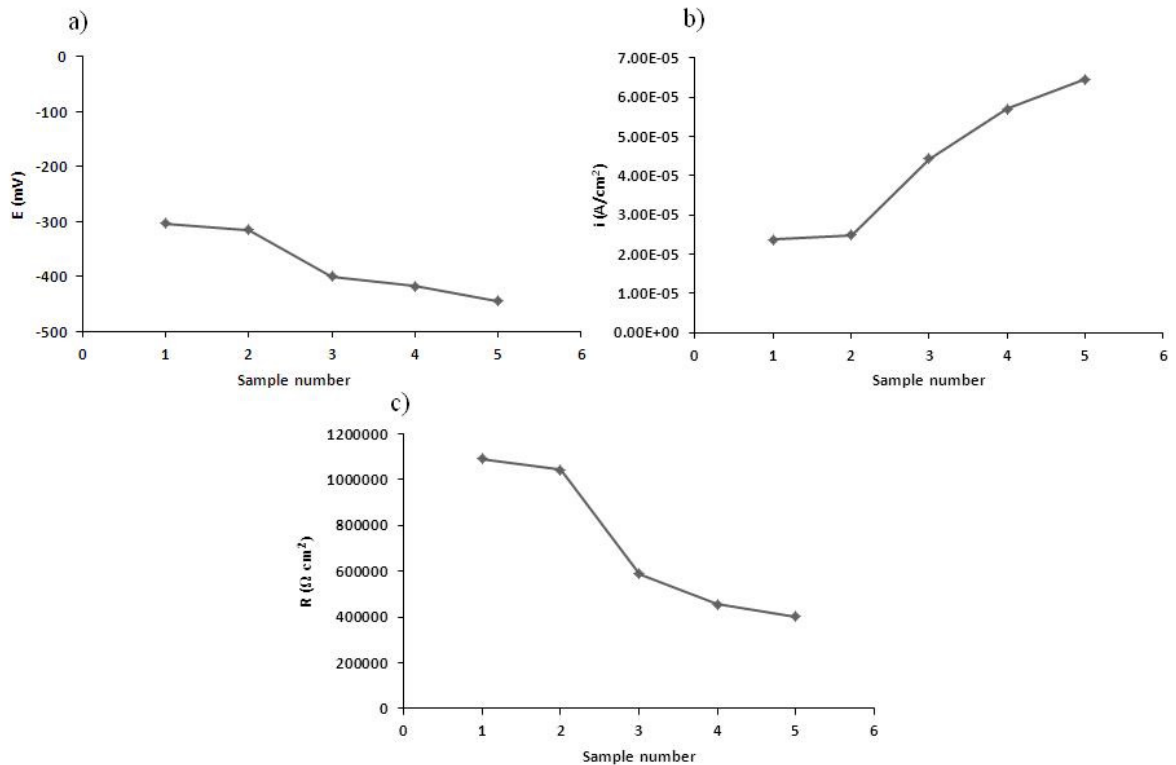 a)
0
-100
-200
-300
-400
-500
E (mV)
0 1 2 3 4 5 6
Sample number
b)
7.00E-05
6.00E-05
5.00E-05
4.00E-05
3.00E-05
2.00E-05
1.00E-05
0.00E+00
i (A/cm²)
0 1 2 3 4 5 6
Sample number
c)
1200000
1000000
800000
600000
400000
200000
0
R (Ω cm²)
0 1 2 3 4 5 6
Sample number